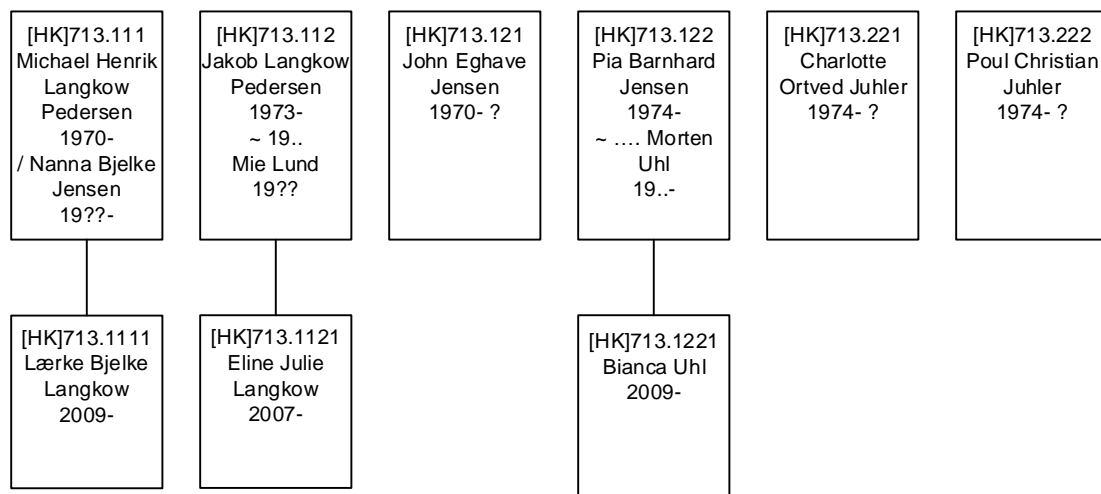 [HK]713.111
Michael Henrik
Langkow
Pedersen
1970-
/ Nanna Bjelke
Jensen
19??-
[HK]713.112
Jakob Langkow
Pedersen
1973-
~ 19..
Mie Lund
19??
[HK]713.121
John Eghave
Jensen
1970- ?
[HK]713.122
Pia Barnhard
Jensen
1974-
~ .... Morten
Uhl
19..-
[HK]713.221
Charlotte
Ortved Juhler
1974- ?
[HK]713.222
Poul Christian
Juhler
1974- ?
[HK]713.1111
Lærke Bjelke
Langkow
2009-
[HK]713.1121
Eline Julie
Langkow
2007-
[HK]713.1221
Bianca Uhl
2009-